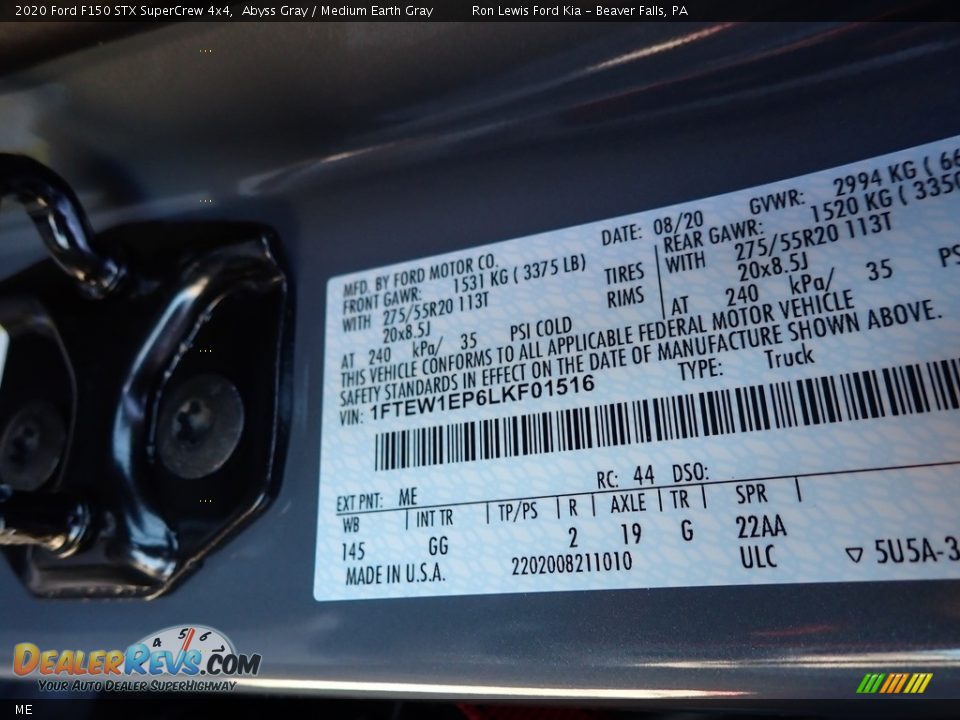 2020 Ford F150 STX SuperCrew 4x4, Abyss Gray / Medium Earth Gray Ron Lewis Ford Kia - Beaver Falls, PA
MFD. BY FORD MOTOR CO. DATE: 08/20 GVWR: 2994 KG ( 66
FRONT GAWR: 1531 KG ( 3375 LB) REAR GAWR: 1520 KG ( 3350
WITH 275/55R20 113T TIRES WITH 275/55R20 113T
20x8.5J RIMS 20x8.5J
AT 240 kPa/ 35 PSI COLD AT 240 kPa/ 35 PS
THIS VEHICLE CONFORMS TO ALL APPLICABLE FEDERAL MOTOR VEHICLE
SAFETY STANDARDS IN EFFECT ON THE DATE OF MANUFACTURE SHOWN ABOVE.
VIN: 1FTEW1EP6LKF01516 TYPE: Truck
EXT PNT: ME RC: 44 DSO:
WB INT TR TP/PS R AXLE TR SPR
145 GG 2 19 G 22AA
MADE IN U.S.A. 2202008211010 ULC 5U5A-3
4 5 6
DEALERREVS.COM
YOUR AUTO DEALER SUPERHIGHWAY
ME